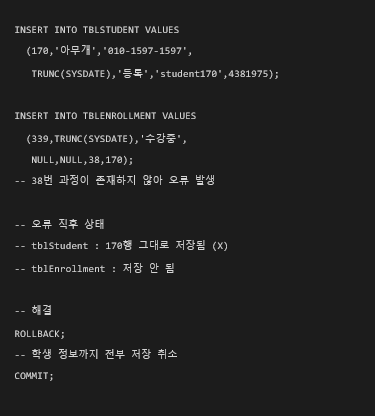 INSERT INTO TBLSTUDENT VALUES
(170,'아무개','010-1597-1597',
TRUNC(SYSDATE),'등록','student170',4381975);
INSERT INTO TBLENROLLMENT VALUES
(339,TRUNC(SYSDATE),'수강중',
NULL,NULL,38,170);
-- 38번 과정이 존재하지 않아 오류 발생
-- 오류 직후 상태
-- tblStudent : 170행 그대로 저장됨 (X)
-- tblEnrollment : 저장 안 됨
-- 해결
ROLLBACK;
-- 학생 정보까지 전부 저장 취소
COMMIT;